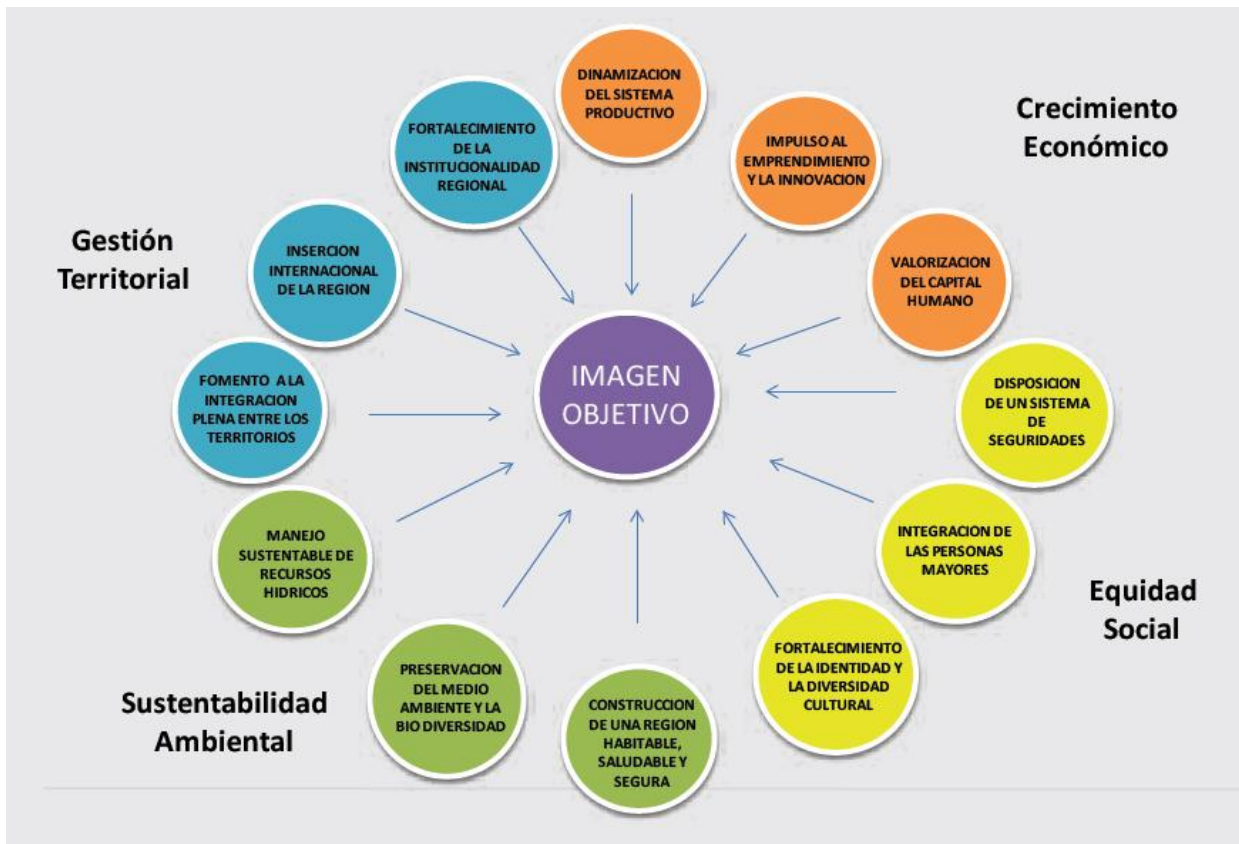 DINAMIZACION
DEL SISTEMA
PRODUCTIVO
IMPULSO AL
EMPRENDIMIENTO
Y LA INNOVACION
Crecimiento
Económico
VALORIZACION
DEL CAPITAL
HUMANO
DISPOSICION
DE UN SISTEMA
DE
SEGURIDADES
INTEGRACION DE
LAS PERSONAS
MAYORES
Equidad
Social
FORTALECIMIENTO
DE LA IDENTIDAD Y
LA DIVERSIDAD
CULTURAL
CONSTRUCCION
DE UNA REGION
HABITABLE,
SALUDABLE Y
SEGURA
PRESERVACION
DEL MEDIO
AMBIENTE Y LA
BIO DIVERSIDAD
Sustentabilidad
Ambiental
MANEJO
SUSTENTABLE DE
RECURSOS
HIDRICOS
FOMENTO A LA
INTEGRACION
PLENA ENTRE LOS
TERRITORIOS
Gestión
Territorial
INSERCION
INTERNACIONAL
DE LA REGION
FORTALECIMIENTO
DE LA
INSTITUCIONALIDAD
REGIONAL
IMAGEN
OBJETIVO